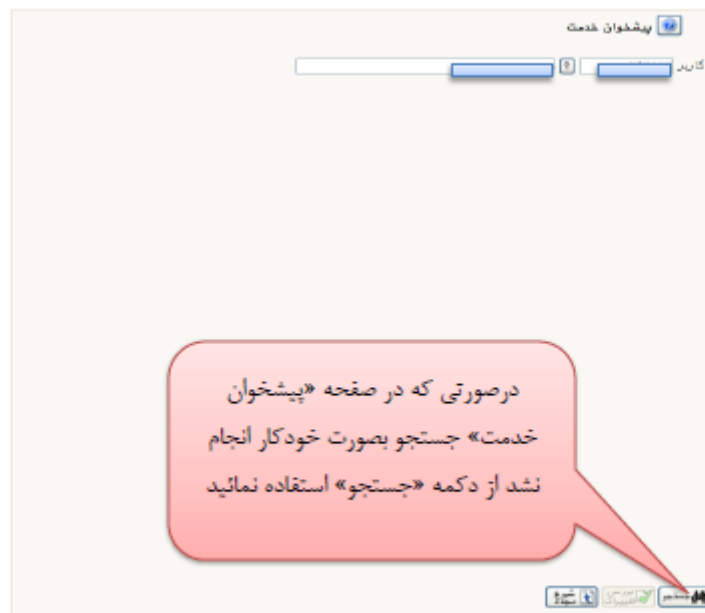 پیشخوان خدمت
کاربر
درصورتی که در صفحه «پیشخوان
خدمت» جستجو بصورت خودکار انجام
نشد از دکمه «جستجو» استفاده نمائید
جستجو